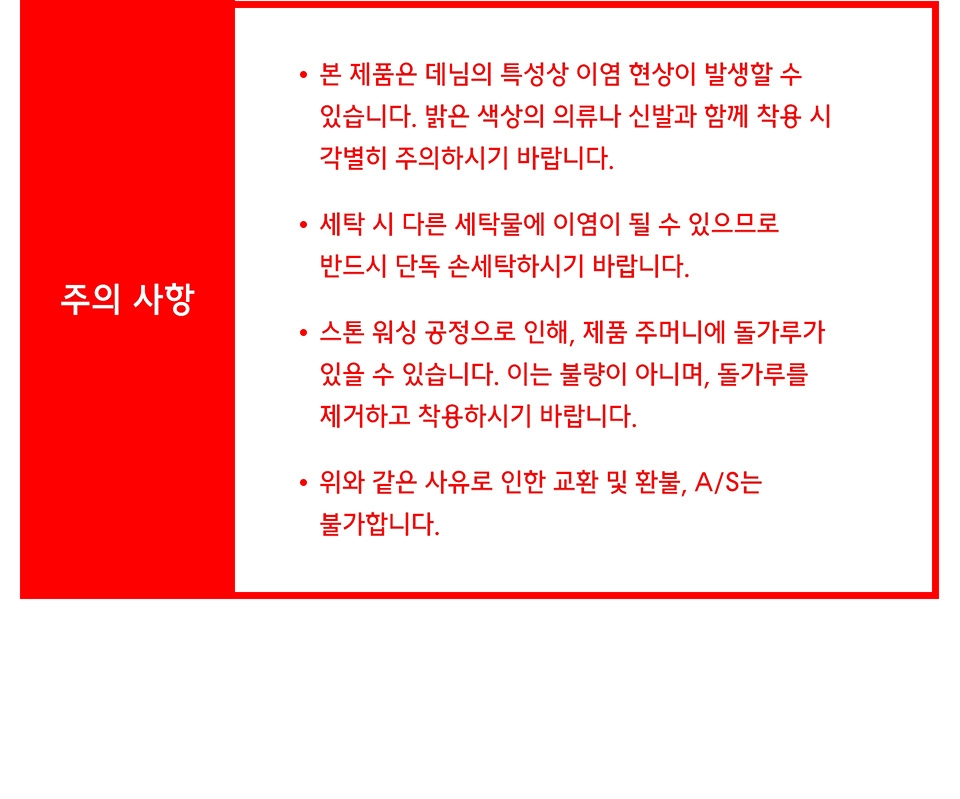 주의 사항
• 본 제품은 데님의 특성상 이염 현상이 발생할 수
있습니다. 밝은 색상의 의류나 신발과 함께 착용 시
각별히 주의하시기 바랍니다.
• 세탁 시 다른 세탁물에 이염이 될 수 있으므로
반드시 단독 손세탁하시기 바랍니다.
• 스톤 워싱 공정으로 인해, 제품 주머니에 돌가루가
있을 수 있습니다. 이는 불량이 아니며, 돌가루를
제거하고 착용하시기 바랍니다.
• 위와 같은 사유로 인한 교환 및 환불, A/S는
불가합니다.